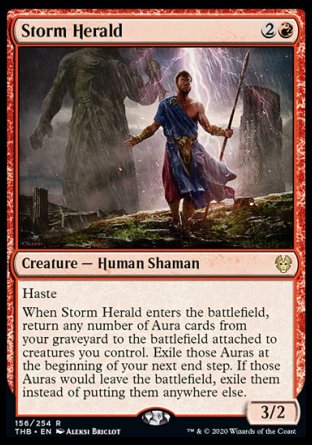 Storm Herald 2
Creature — Human Shaman
Haste
When Storm Herald enters the battlefield,
return any number of Aura cards from
your graveyard to the battlefield attached to
creatures you control. Exile those Auras at
the beginning of your next end step. If those
Auras would leave the battlefield, exile them
instead of putting them anywhere else.
3/2
156/254 R
THB • EN Aleksi Briclot
™ & © 2020 Wizards of the Coast